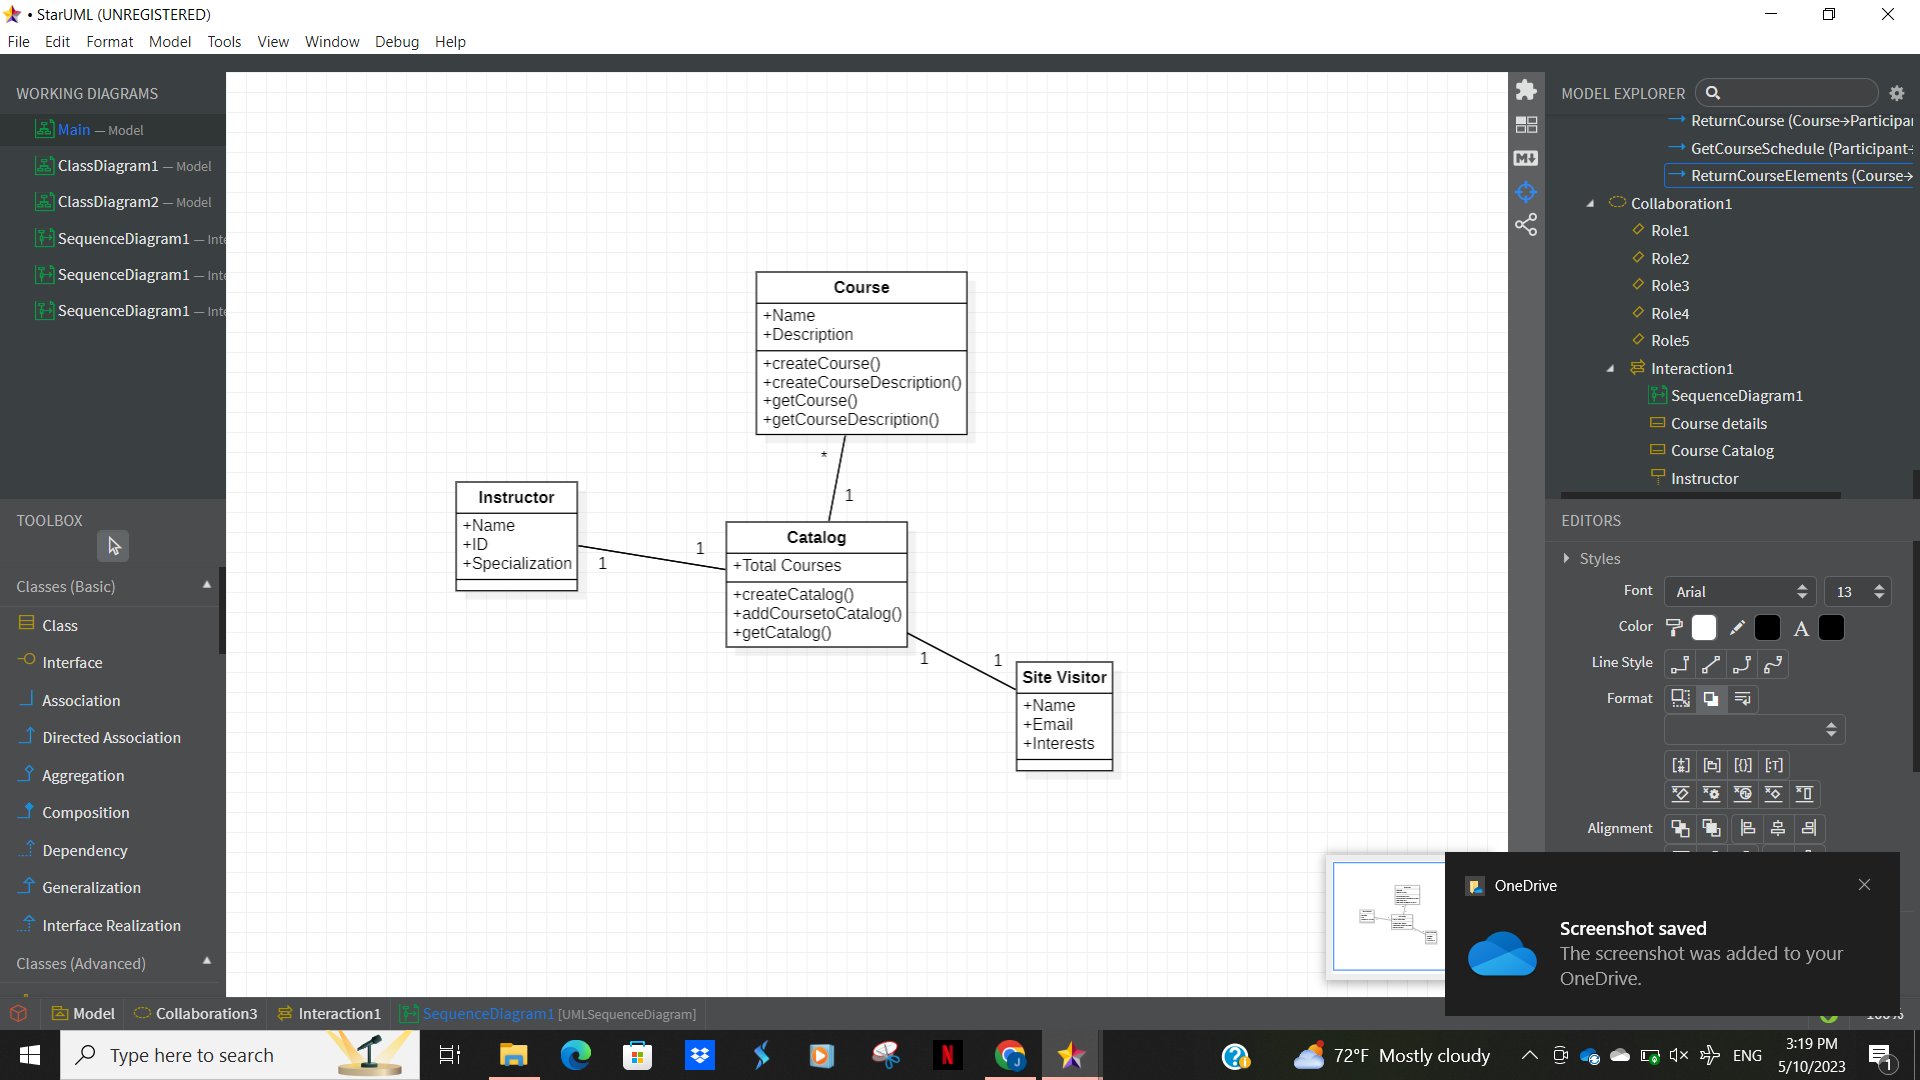 • StarUML (UNREGISTERED)
File Edit Format Model Tools View Window Debug Help
WORKING DIAGRAMS
Main — Model
ClassDiagram1 — Model
ClassDiagram2 — Model
SequenceDiagram1 — Inte
SequenceDiagram1 — Inte
SequenceDiagram1 — Inte
TOOLBOX
Classes (Basic)
Class
Interface
Association
Directed Association
Aggregation
Composition
Dependency
Generalization
Interface Realization
Classes (Advanced)
Course
+Name
+Description
+createCourse()
+createCourseDescription()
+getCourse()
+getCourseDescription()
*
1
Instructor
+Name
+ID
+Specialization
1
1
Catalog
+Total Courses
+createCatalog()
+addCoursetoCatalog()
+getCatalog()
1
1
Site Visitor
+Name
+Email
+Interests
MODEL EXPLORER
ReturnCourse (Course→Participa
GetCourseSchedule (Participant→
ReturnCourseElements (Course→
Collaboration1
Role1
Role2
Role3
Role4
Role5
Interaction1
SequenceDiagram1
Course details
Course Catalog
Instructor
EDITORS
Styles
Font Arial 13
Color A
Line Style
Format
Alignment
OneDrive
Screenshot saved
The screenshot was added to your
OneDrive.
Model Collaboration3 Interaction1 SequenceDiagram1 [UMLSequenceDiagram]
Type here to search
72°F Mostly cloudy
ENG
3:19 PM
5/10/2023
1